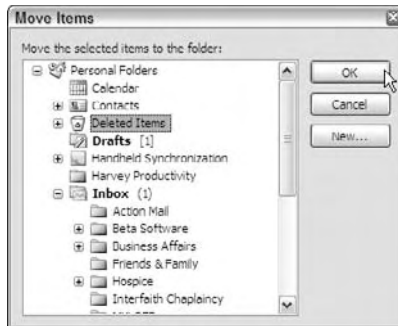 Move Items
Move the selected items to the folder:
Personal Folders
Calendar
Contacts
Deleted Items
Drafts [1]
Handheld Synchronization
Harvey Productivity
Inbox (1)
Action Mail
Beta Software
Business Affairs
Friends & Family
Hospice
Interfaith Chaplaincy
OK
Cancel
New...